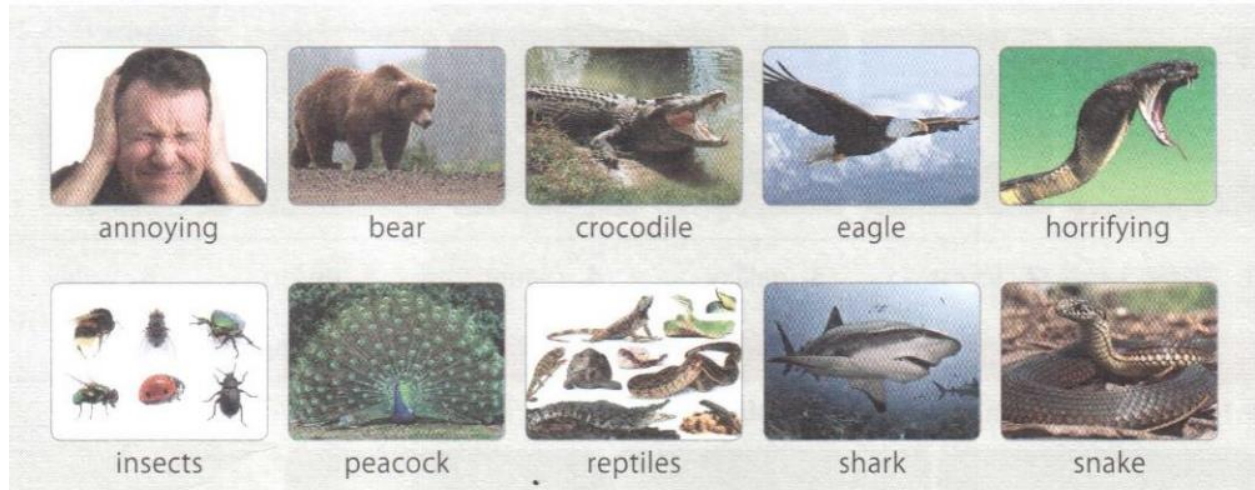 annoying bear crocodile eagle horrifying
insects peacock reptiles shark snake